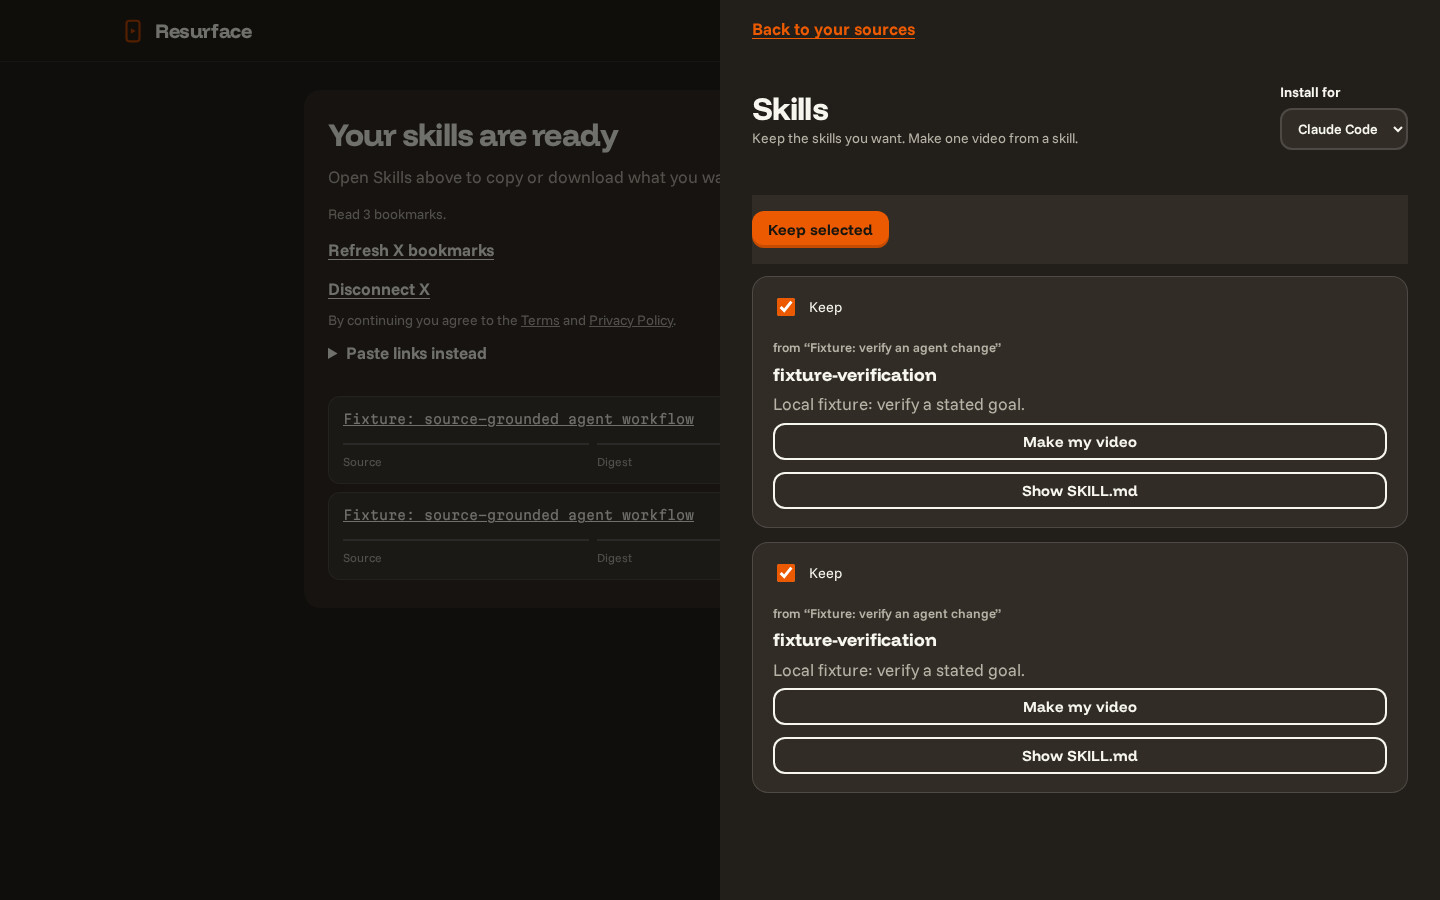 Resurface
Your skills are ready
Open Skills above to copy or download what you wa
Read 3 bookmarks.
Refresh X bookmarks
Disconnect X
By continuing you agree to the Terms and Privacy Policy.
Paste links instead
Fixture: source-grounded agent workflow
Source Digest
Fixture: source-grounded agent workflow
Source Digest
Back to your sources
Skills
Keep the skills you want. Make one video from a skill.
Install for
Claude Code
Keep selected
Keep
from “Fixture: verify an agent change”
fixture-verification
Local fixture: verify a stated goal.
Make my video
Show SKILL.md
Keep
from “Fixture: verify an agent change”
fixture-verification
Local fixture: verify a stated goal.
Make my video
Show SKILL.md